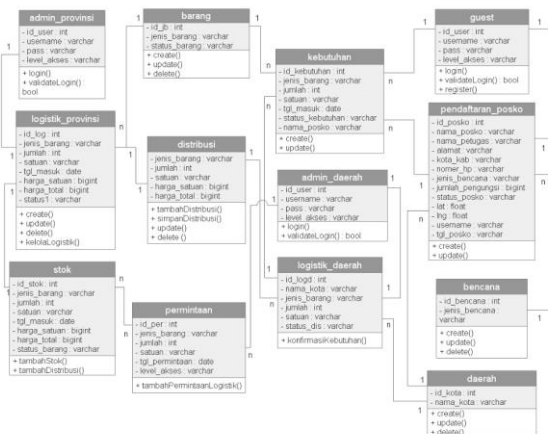 admin_provinsi
- id_user : int
- username : varchar
- pass : varchar
- level_akses : varchar
+ login()
+ validateLogin() :
bool
barang
- id_jb : int
- jenis_barang : varchar
- status_barang : varchar
+ create()
+ update()
+ delete()
guest
- id_user : int
- username : varchar
- pass : varchar
- level_akses : varchar
+ login()
+ validateLogin() : bool
+ register()
kebutuhan
- id_kebutuhan : int
- jenis_barang : varchar
- jumlah : int
- satuan : varchar
- tgl_masuk : date
- status_kebutuhan : varchar
- nama_posko : varchar
+ create()
+ update()
logistik_provinsi
- id_log : int
- jenis_barang : varchar
- jumlah : int
- satuan : varchar
- tgl_masuk : date
- harga_satuan : bigint
- harga_total : bigint
- status1 : varchar
+ create()
+ update()
+ delete()
+ kelolaLogistik()
distribusi
- jenis_barang : varchar
- jumlah : int
- satuan : varchar
- harga_satuan : bigint
- harga_total : bigint
+ tambahDistribusi()
+ simpanDistribusi()
+ update()
+ delete ()
pendaftaran_posko
- id_posko : int
- nama_posko : varchar
- nama_petugas : varchar
- alamat : varchar
- kota_kab : varchar
- nomer_hp : varchar
- jenis_bencana : varchar
- jumlah_pengungsi : bigint
- status_posko : varchar
- lat : float
- lng : float
- username : varchar
- tgl_posko : varchar
+ create()
+ update()
admin_daerah
- id_user : int
- username : varchar
- pass : varchar
- level_akses : varchar
+ login()
+ validateLogin() : bool
stok
- id_stok : int
- jenis_barang : varchar
- jumlah : int
- satuan : varchar
- tgl_masuk : date
- harga_satuan : bigint
- harga_total : bigint
- status_barang : varchar
+ tambahStok()
+ tambahDistribusi()
permintaan
- id_per : int
- jenis_barang : varchar
- jumlah : int
- satuan : varchar
- tgl_permintaan : date
- level_akses : varchar
+ tambahPermintaanLogistik()
logistik_daerah
- id_logd : int
- nama_kota : varchar
- jenis_barang : varchar
- jumlah : int
- satuan : varchar
- status_dis : varchar
+ konfirmasiKebutuhan()
bencana
- id_bencana : int
- jenis_bencana :
varchar
+ create()
+ update()
+ delete()
daerah
- id_kota : int
- nama_kota : varchar
+ create()
+ update()
+ delete()